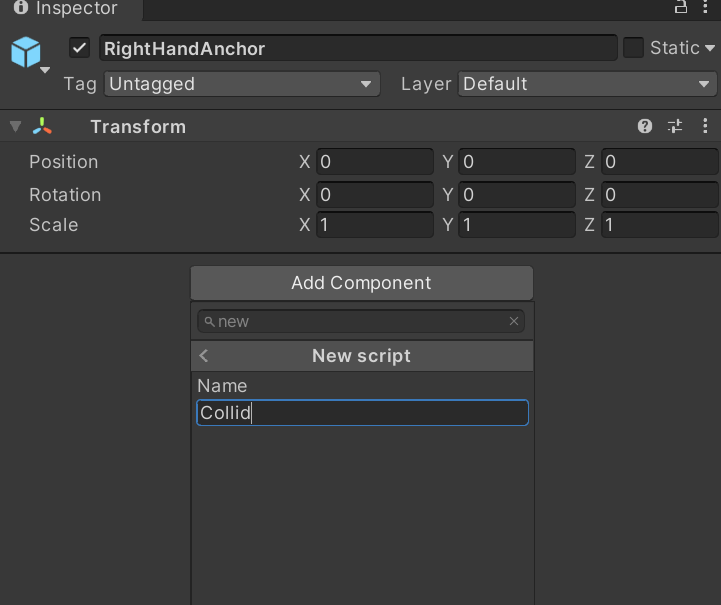 Inspector
RightHandAnchor Static
Tag Untagged Layer Default
Transform
Position X 0 Y 0 Z 0
Rotation X 0 Y 0 Z 0
Scale X 1 Y 1 Z 1
Add Component
new
New script
Name
Collid